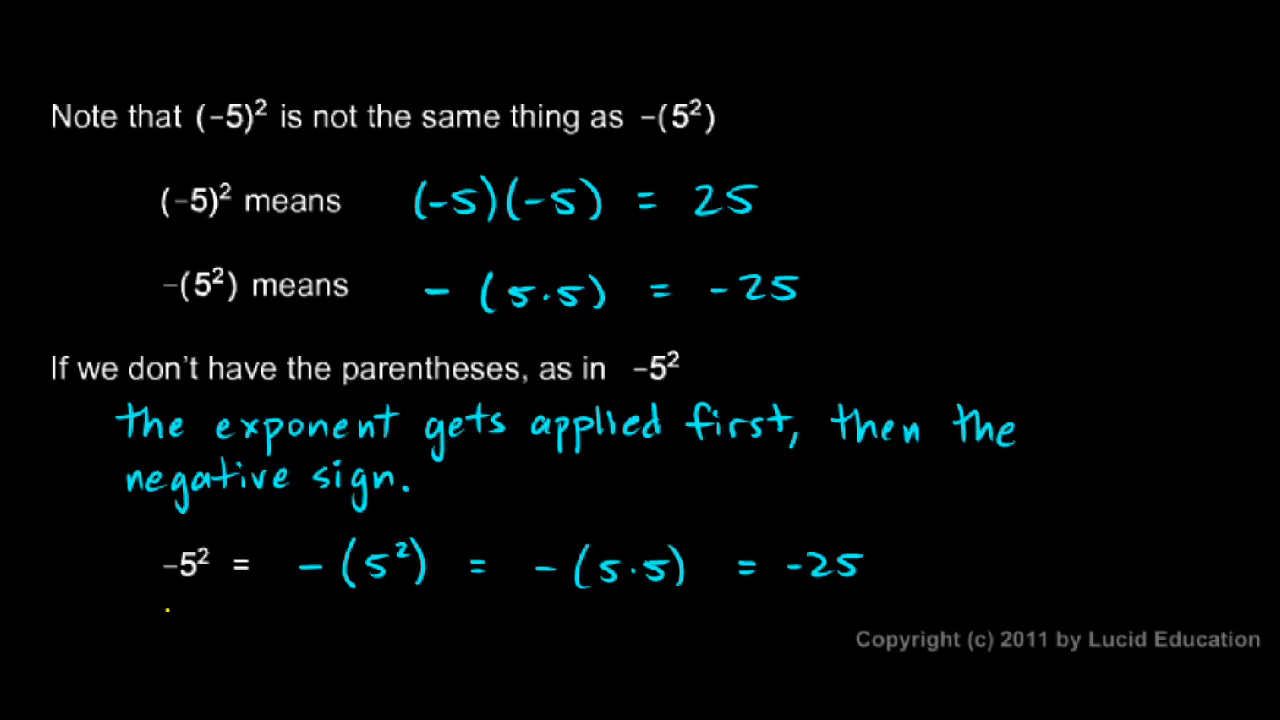 Note that (−5)² is not the same thing as −(5²)
(−5)² means (-5)(-5) = 25
−(5²) means - (5·5) = -25
If we don't have the parentheses, as in −5²
the exponent gets applied first, then the
negative sign.
−5² = - (5²) = - (5·5) = -25
Copyright (c) 2011 by Lucid Education